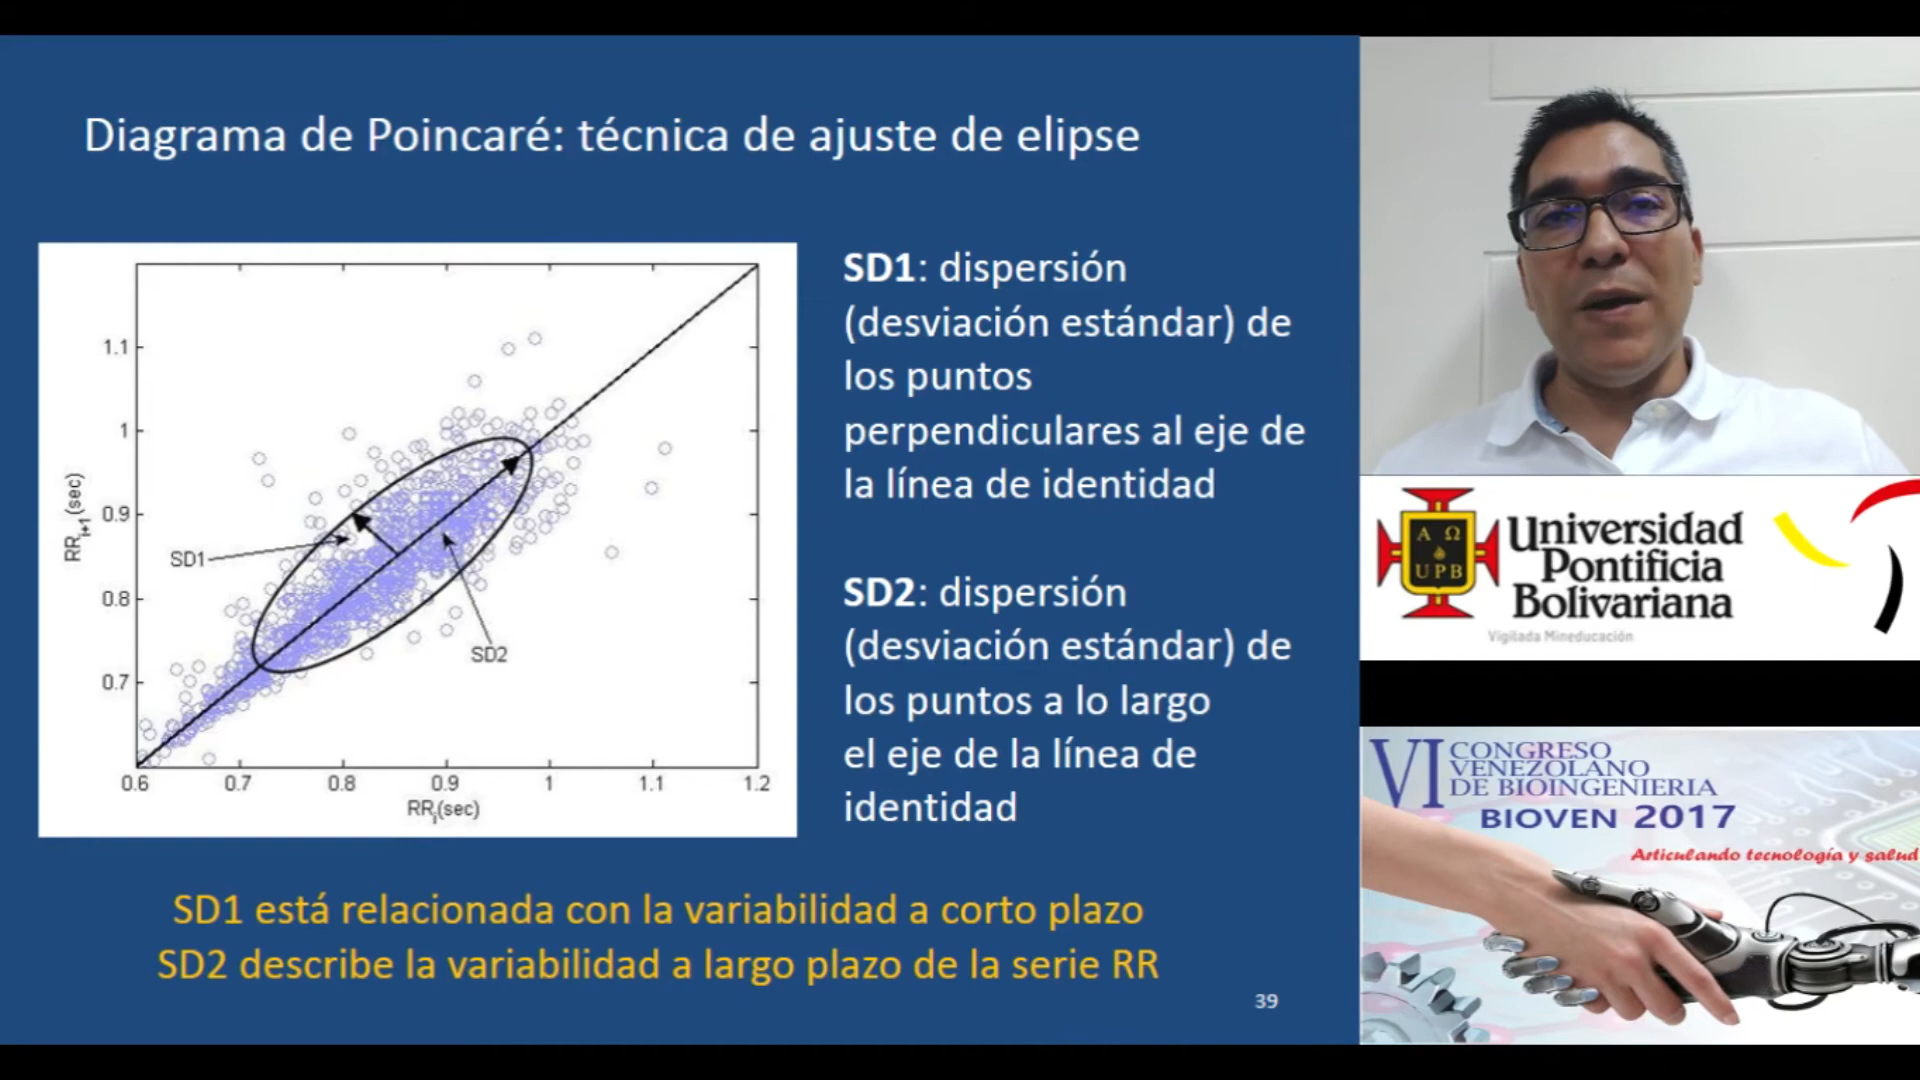 Diagrama de Poincaré: técnica de ajuste de elipse
1.1
1
0.9
0.8
0.7
RRi+1(sec)
SD1
SD2
0.6 0.7 0.8 0.9 1 1.1 1.2
RRi(sec)
SD1: dispersión
(desviación estándar) de
los puntos
perpendiculares al eje de
la línea de identidad
SD2: dispersión
(desviación estándar) de
los puntos a lo largo
el eje de la línea de
identidad
SD1 está relacionada con la variabilidad a corto plazo
SD2 describe la variabilidad a largo plazo de la serie RR
39
Α Ω
UPB
Universidad
Pontificia
Bolivariana
Vigilada Mineducación
VI CONGRESO
VENEZOLANO
DE BIOINGENIERIA
BIOVEN 2017
Articulando tecnología y salud